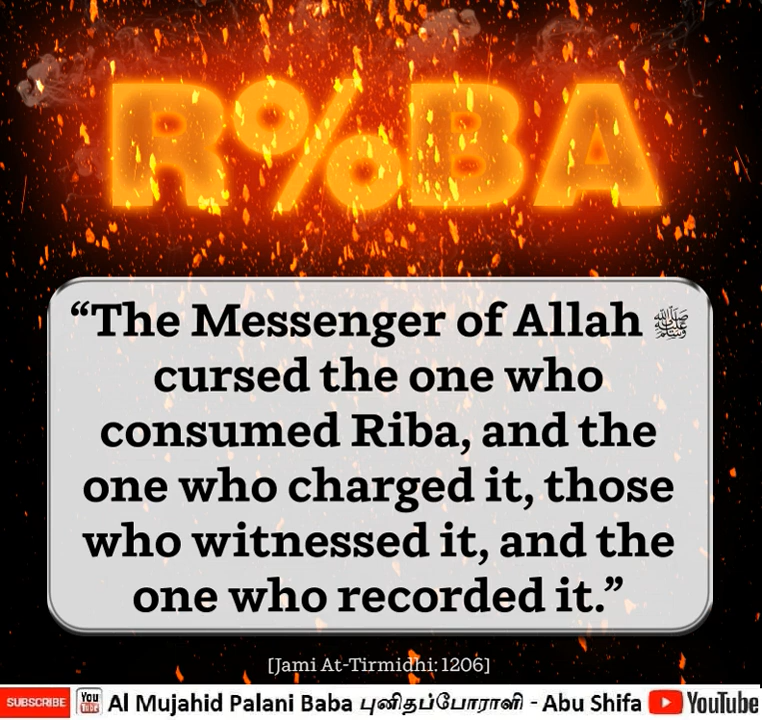 R%BA
“The Messenger of Allah ﷺ
cursed the one who
consumed Riba, and the
one who charged it, those
who witnessed it, and the
one who recorded it.”
[Jami At-Tirmidhi: 1206]
SUBSCRIBE You Tube Al Mujahid Palani Baba புனிதப்போராளி - Abu Shifa YouTube